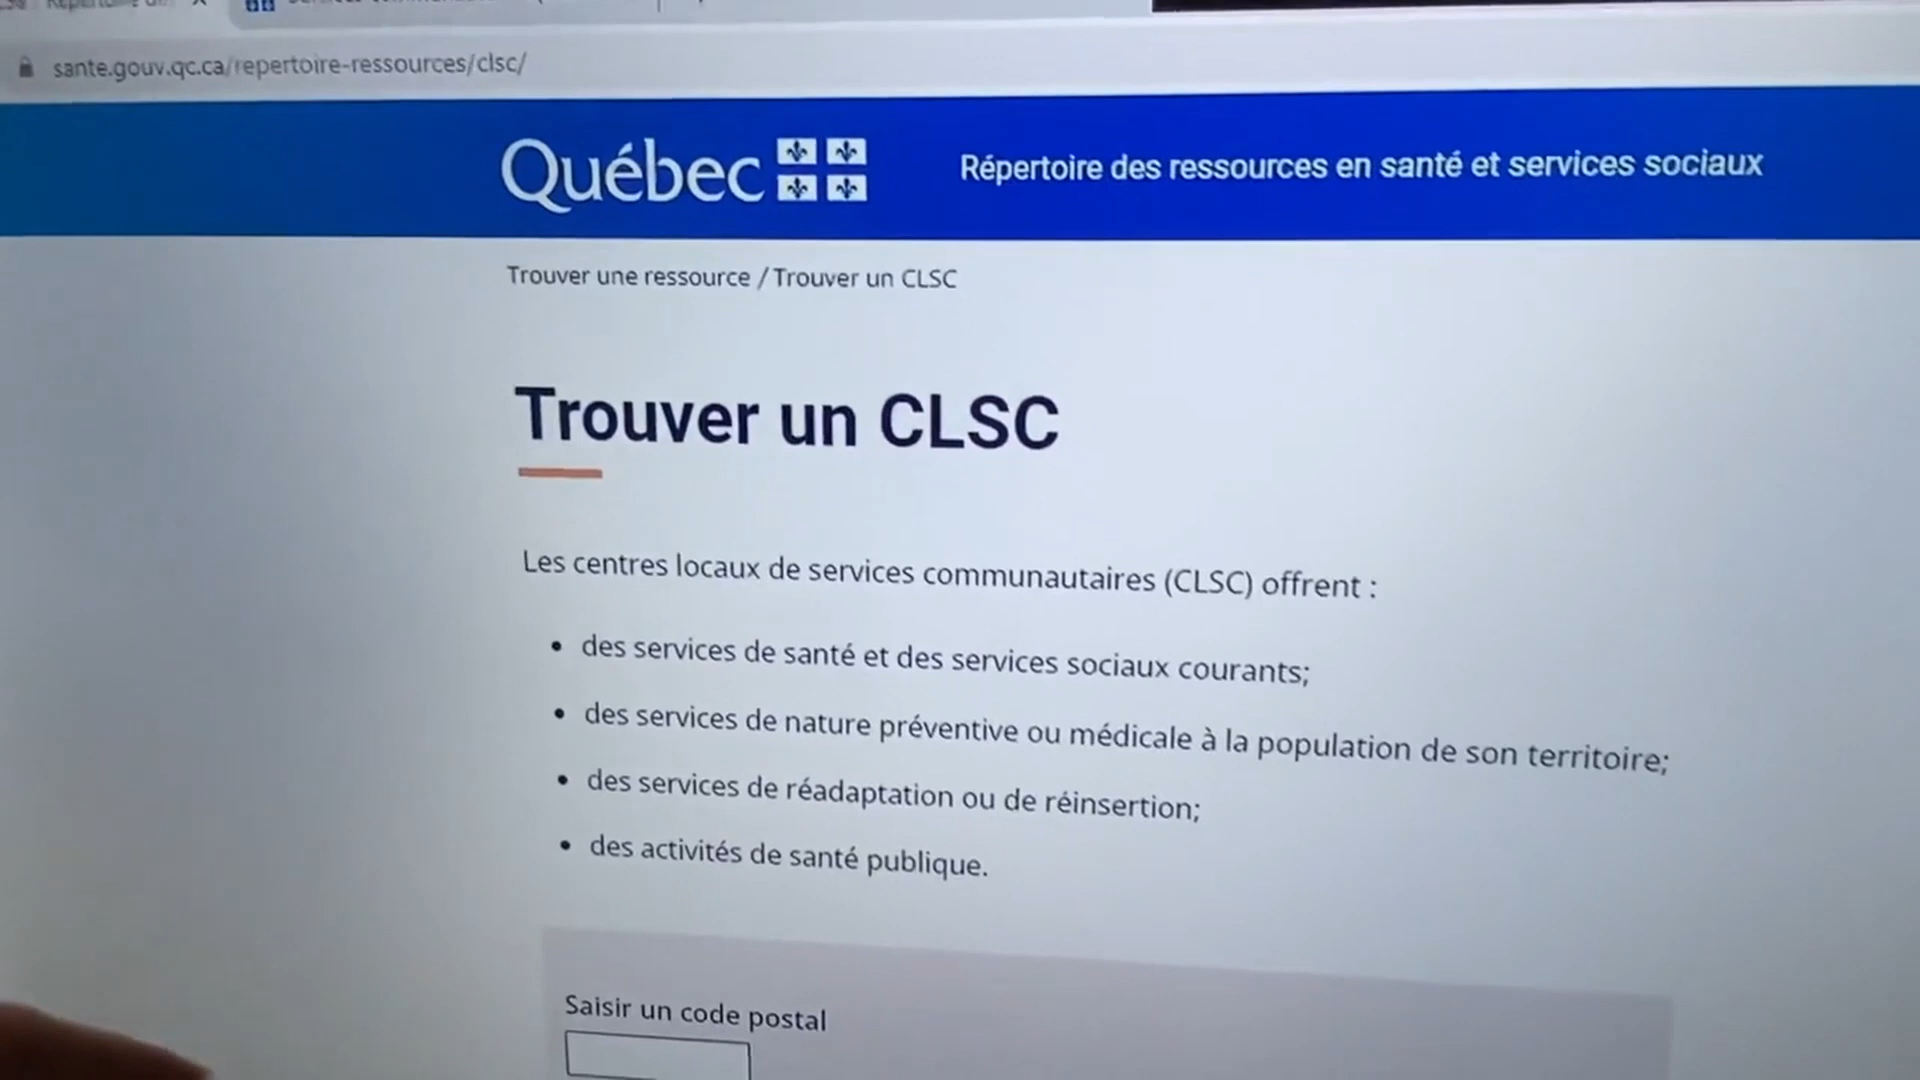 sante.gouv.qc.ca/repertoire-ressources/clsc/
Québec
Répertoire des ressources en santé et services sociaux
Trouver une ressource / Trouver un CLSC
Trouver un CLSC
Les centres locaux de services communautaires (CLSC) offrent :
• des services de santé et des services sociaux courants;
• des services de nature préventive ou médicale à la population de son territoire;
• des services de réadaptation ou de réinsertion;
• des activités de santé publique.
Saisir un code postal